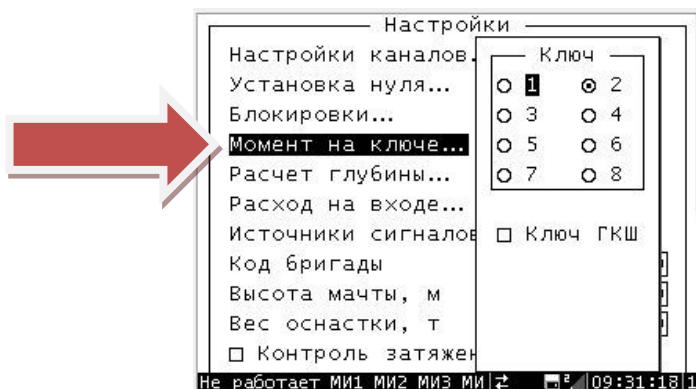 Настройки
Настройки каналов.
Установка нуля...
Блокировки...
Момент на ключе...
Расчет глубины...
Расход на входе...
Источники сигналов
Код бригады
Высота мачты, м
Вес оснастки, т
Контроль затяжен
Ключ
1 2
3 4
5 6
7 8
Ключ ГКШ
Не работает МИ1 МИ2 МИ3 МИ 09:31:18